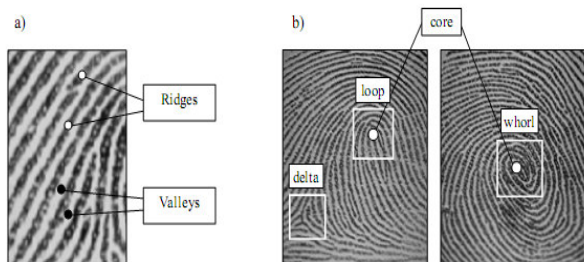 a)
b)
core
Ridges
loop
whorl
delta
Valleys